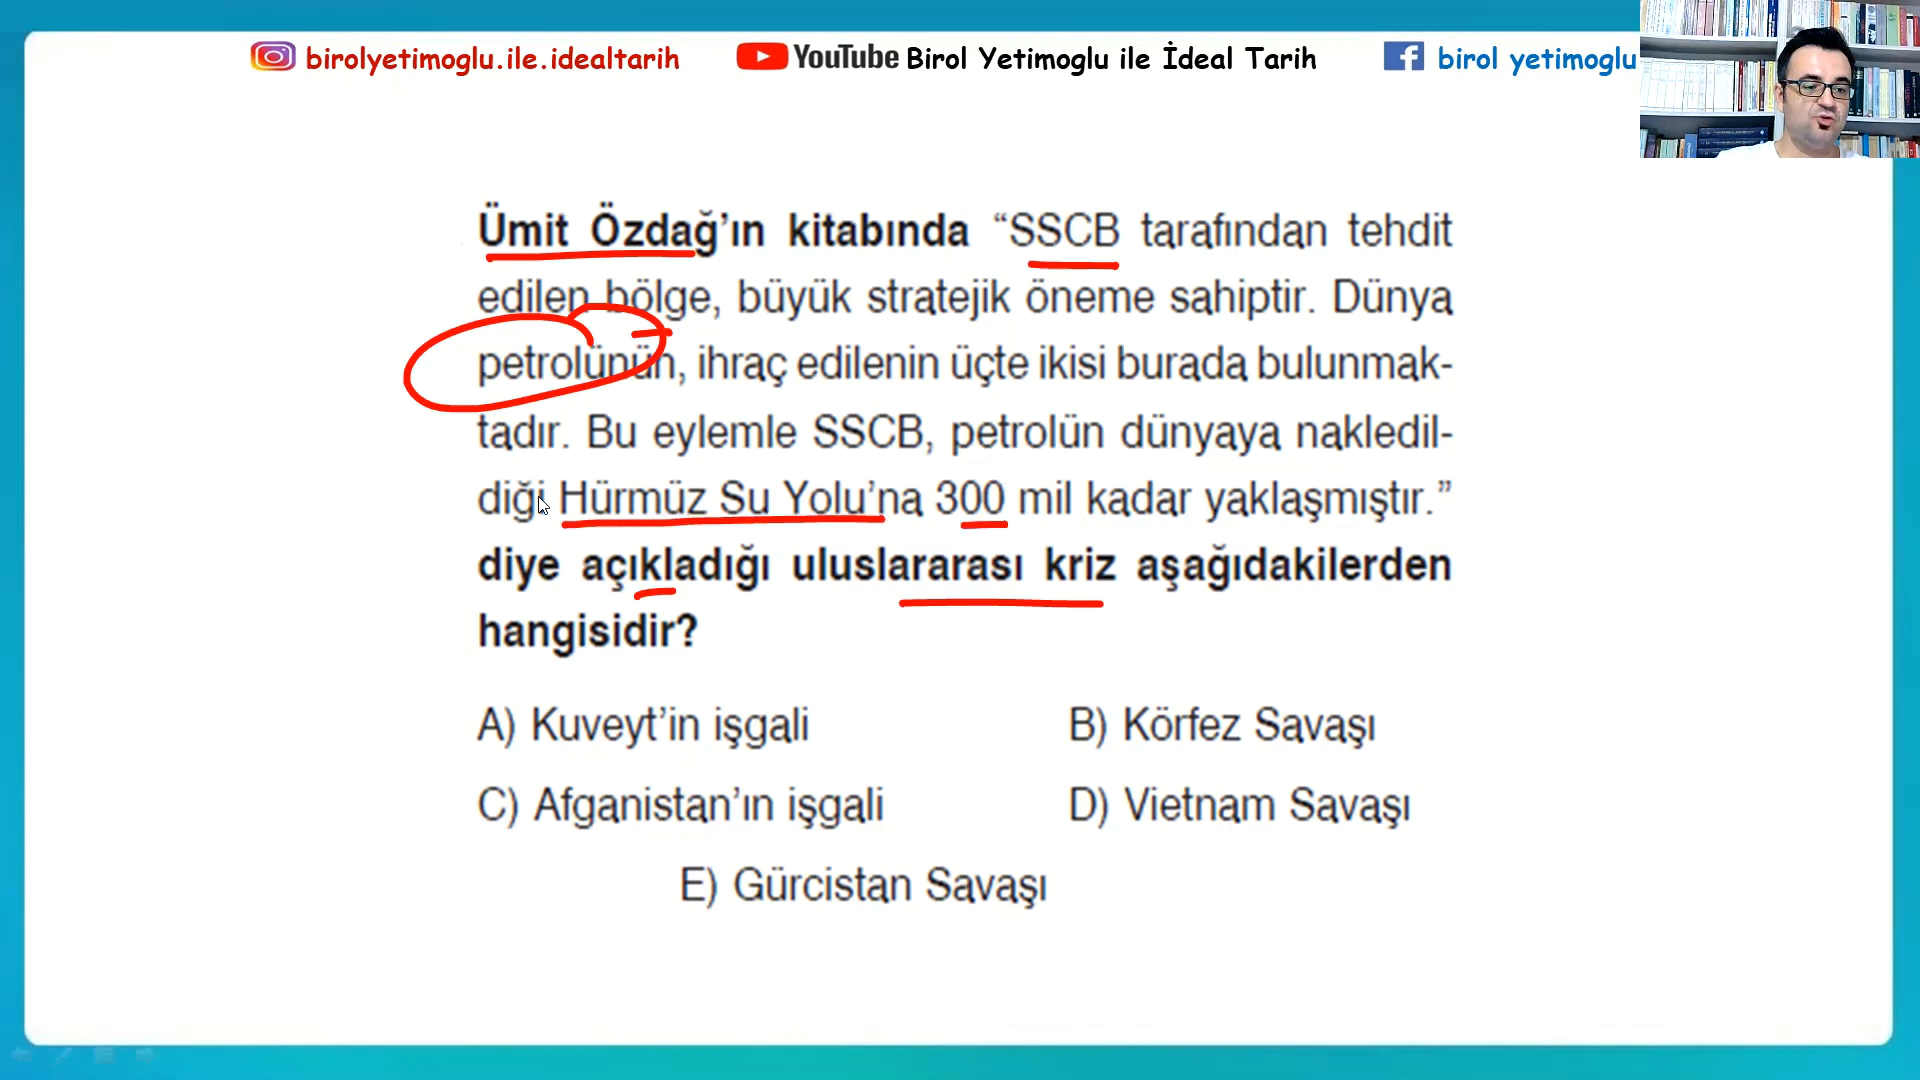 birolyetimoglu.ile.idealtarih YouTube Birol Yetimoglu ile İdeal Tarih birol yetimoglu
Ümit Özdağ’ın kitabında “SSCB tarafından tehdit
edilen bölge, büyük stratejik öneme sahiptir. Dünya
petrolünün, ihraç edilenin üçte ikisi burada bulunmak-
tadır. Bu eylemle SSCB, petrolün dünyaya nakledil-
diği Hürmüz Su Yolu’na 300 mil kadar yaklaşmıştır.”
diye açıkladığı uluslararası kriz aşağıdakilerden
hangisidir?
A) Kuveyt’in işgali B) Körfez Savaşı
C) Afganistan’ın işgali D) Vietnam Savaşı
E) Gürcistan Savaşı